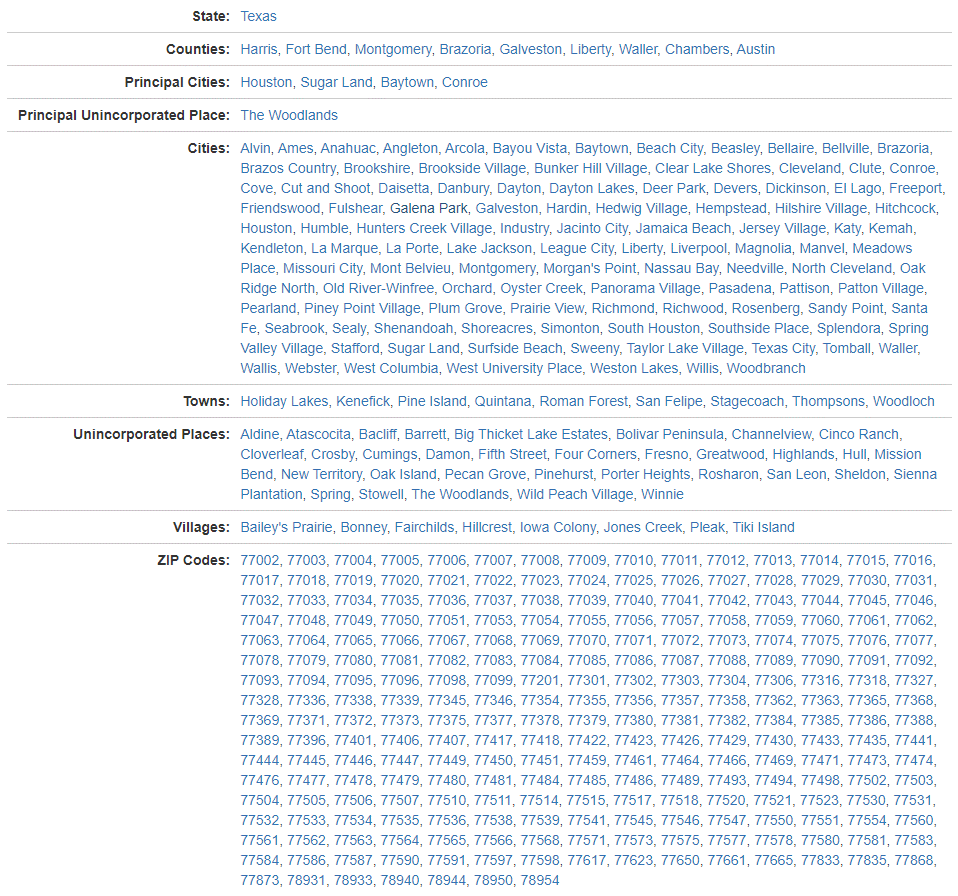 State: Texas
Counties: Harris, Fort Bend, Montgomery, Brazoria, Galveston, Liberty, Waller, Chambers, Austin
Principal Cities: Houston, Sugar Land, Baytown, Conroe
Principal Unincorporated Place: The Woodlands
Cities: Alvin, Ames, Anahuac, Angleton, Arcola, Bayou Vista, Baytown, Beach City, Beasley, Bellaire, Bellville, Brazoria,
Brazos Country, Brookshire, Brookside Village, Bunker Hill Village, Clear Lake Shores, Cleveland, Clute, Conroe,
Cove, Cut and Shoot, Daisetta, Danbury, Dayton, Dayton Lakes, Deer Park, Devers, Dickinson, El Lago, Freeport,
Friendswood, Fulshear, Galena Park, Galveston, Hardin, Hedwig Village, Hempstead, Hilshire Village, Hitchcock,
Houston, Humble, Hunters Creek Village, Industry, Jacinto City, Jamaica Beach, Jersey Village, Katy, Kemah,
Kendleton, La Marque, La Porte, Lake Jackson, League City, Liberty, Liverpool, Magnolia, Manvel, Meadows
Place, Missouri City, Mont Belvieu, Montgomery, Morgan's Point, Nassau Bay, Needville, North Cleveland, Oak
Ridge North, Old River-Winfree, Orchard, Oyster Creek, Panorama Village, Pasadena, Pattison, Patton Village,
Pearland, Piney Point Village, Plum Grove, Prairie View, Richmond, Richwood, Rosenberg, Sandy Point, Santa
Fe, Seabrook, Sealy, Shenandoah, Shoreacres, Simonton, South Houston, Southside Place, Splendora, Spring
Valley Village, Stafford, Sugar Land, Surfside Beach, Sweeny, Taylor Lake Village, Texas City, Tomball, Waller,
Wallis, Webster, West Columbia, West University Place, Weston Lakes, Willis, Woodbranch
Towns: Holiday Lakes, Kenefick, Pine Island, Quintana, Roman Forest, San Felipe, Stagecoach, Thompsons, Woodloch
Unincorporated Places: Aldine, Atascocita, Bacliff, Barrett, Big Thicket Lake Estates, Bolivar Peninsula, Channelview, Cinco Ranch,
Cloverleaf, Crosby, Cumings, Damon, Fifth Street, Four Corners, Fresno, Greatwood, Highlands, Hull, Mission
Bend, New Territory, Oak Island, Pecan Grove, Pinehurst, Porter Heights, Rosharon, San Leon, Sheldon, Sienna
Plantation, Spring, Stowell, The Woodlands, Wild Peach Village, Winnie
Villages: Bailey's Prairie, Bonney, Fairchilds, Hillcrest, Iowa Colony, Jones Creek, Pleak, Tiki Island
ZIP Codes: 77002, 77003, 77004, 77005, 77006, 77007, 77008, 77009, 77010, 77011, 77012, 77013, 77014, 77015, 77016,
77017, 77018, 77019, 77020, 77021, 77022, 77023, 77024, 77025, 77026, 77027, 77028, 77029, 77030, 77031,
77032, 77033, 77034, 77035, 77036, 77037, 77038, 77039, 77040, 77041, 77042, 77043, 77044, 77045, 77046,
77047, 77048, 77049, 77050, 77051, 77053, 77054, 77055, 77056, 77057, 77058, 77059, 77060, 77061, 77062,
77063, 77064, 77065, 77066, 77067, 77068, 77069, 77070, 77071, 77072, 77073, 77074, 77075, 77076, 77077,
77078, 77079, 77080, 77081, 77082, 77083, 77084, 77085, 77086, 77087, 77088, 77089, 77090, 77091, 77092,
77093, 77094, 77095, 77096, 77098, 77099, 77201, 77301, 77302, 77303, 77304, 77306, 77316, 77318, 77327,
77328, 77336, 77338, 77339, 77345, 77346, 77354, 77355, 77356, 77357, 77358, 77362, 77363, 77365, 77368,
77369, 77371, 77372, 77373, 77375, 77377, 77378, 77379, 77380, 77381, 77382, 77384, 77385, 77386, 77388,
77389, 77396, 77401, 77406, 77407, 77417, 77418, 77422, 77423, 77426, 77429, 77430, 77433, 77435, 77441,
77444, 77445, 77446, 77447, 77449, 77450, 77451, 77459, 77461, 77464, 77466, 77469, 77471, 77473, 77474,
77476, 77477, 77478, 77479, 77480, 77481, 77484, 77485, 77486, 77489, 77493, 77494, 77498, 77502, 77503,
77504, 77505, 77506, 77507, 77510, 77511, 77514, 77515, 77517, 77518, 77520, 77521, 77523, 77530, 77531,
77532, 77533, 77534, 77535, 77536, 77538, 77539, 77541, 77545, 77546, 77547, 77550, 77551, 77554, 77560,
77561, 77562, 77563, 77564, 77565, 77566, 77568, 77571, 77573, 77575, 77577, 77578, 77580, 77581, 77583,
77584, 77586, 77587, 77590, 77591, 77597, 77598, 77617, 77623, 77650, 77661, 77665, 77833, 77835, 77868,
77873, 78931, 78933, 78940, 78944, 78950, 78954